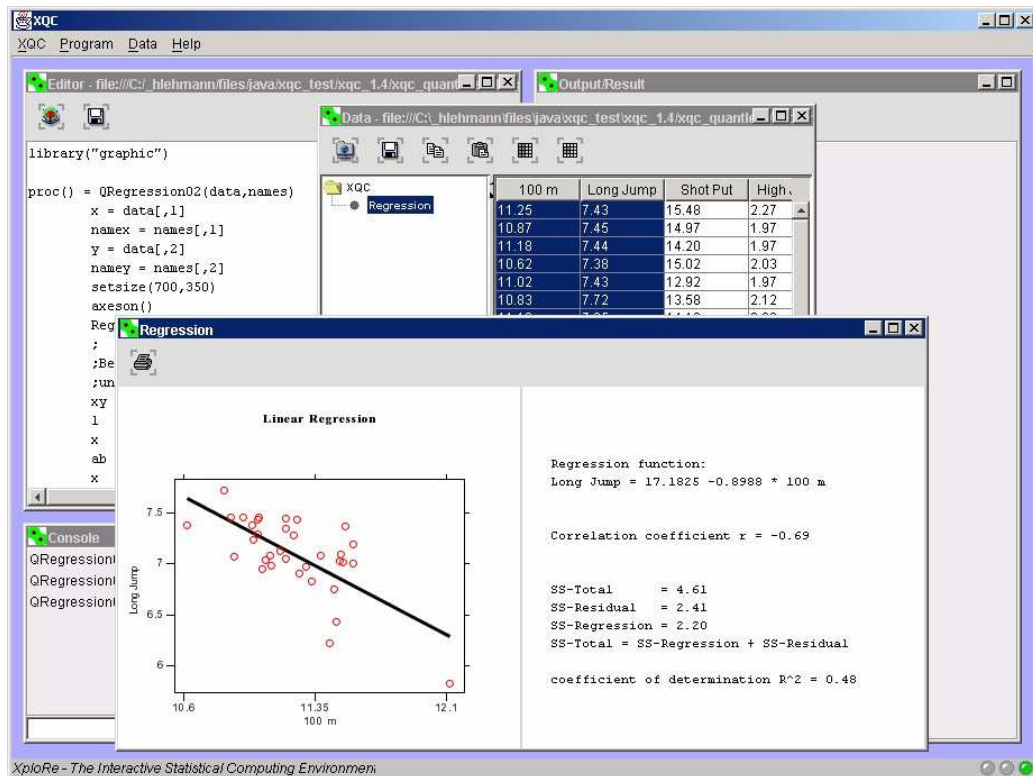 XQC
XQC Program Data Help
Editor - file:///C:/_hlehmann/files/java/xqc_test/xqc_1.4/xqc_quantl
Output/Result
library("graphic")
proc() = QRegression02(data,names)
x = data[,1]
namex = names[,1]
y = data[,2]
namey = names[,2]
setsize(700,350)
axeson()
Reg
;
;Be
;un
xy
l
x
ab
x
Data - file:///C:\_hlehmann\files\java\xqc_test\xqc_1.4/xqc_quantle
XQC
Regression
100 m Long Jump Shot Put High J
11.25 7.43 15.48 2.27
10.87 7.45 14.97 1.97
11.18 7.44 14.20 1.97
10.62 7.38 15.02 2.03
11.02 7.43 12.92 1.97
10.83 7.72 13.58 2.12
Regression
Linear Regression
7.5
7
6.5
6
Long Jump
10.6 11.35 12.1
100 m
Regression function:
Long Jump = 17.1825 -0.8988 * 100 m
Correlation coefficient r = -0.69
SS-Total = 4.61
SS-Residual = 2.41
SS-Regression = 2.20
SS-Total = SS-Regression + SS-Residual
coefficient of determination R^2 = 0.48
Console
QRegression
QRegression
QRegression
XploRe - The Interactive Statistical Computing Environment